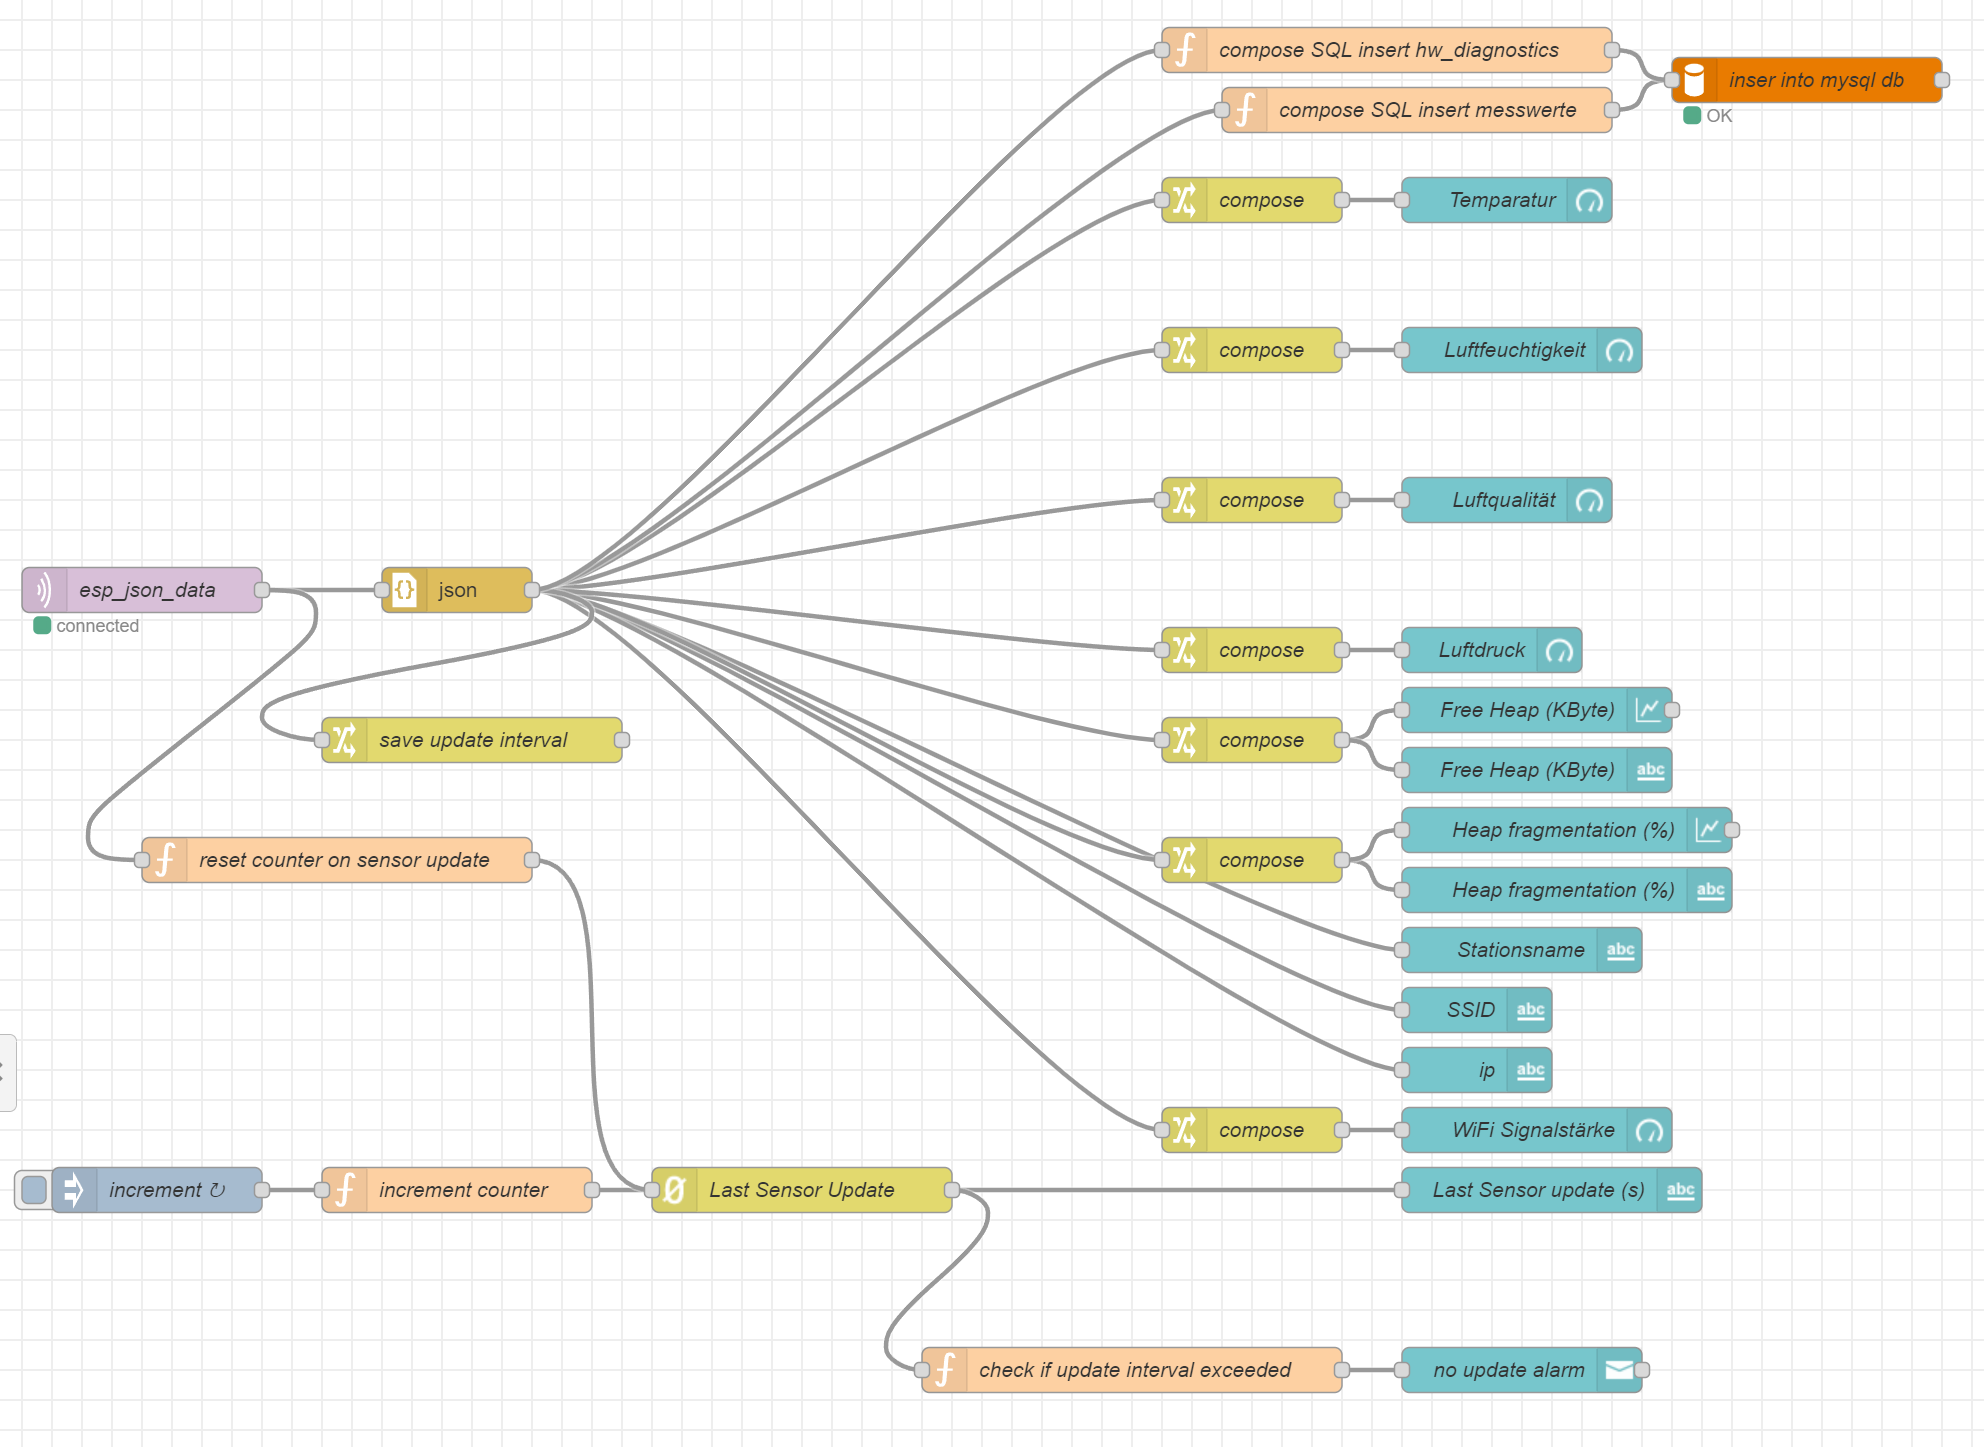 compose SQL insert hw_diagnostics
inser into mysql db
compose SQL insert messwerte
OK
compose
Temparatur
compose
Luftfeuchtigkeit
compose
Luftqualität
esp_json_data
json
connected
compose
Luftdruck
Free Heap (KByte)
save update interval
compose
Free Heap (KByte)
abc
Heap fragmentation (%)
reset counter on sensor update
compose
Heap fragmentation (%)
abc
Stationsname
abc
SSID
abc
ip
abc
compose
WiFi Signalstärke
increment ↻
increment counter
Last Sensor Update
Last Sensor update (s)
abc
check if update interval exceeded
no update alarm